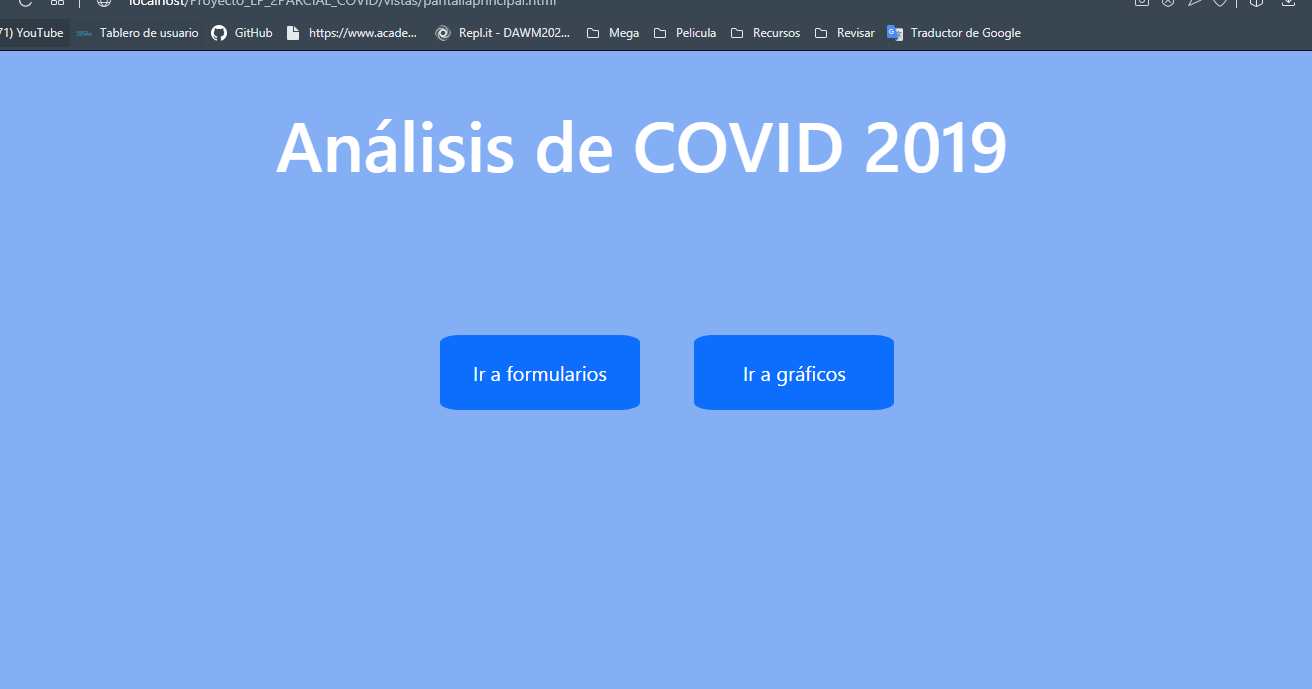 localhost/Proyecto_LP_2PARCIAL_COVID/vistas/pantallaprincipal.html
71) YouTube Tablero de usuario GitHub https://www.acade... Repl.it - DAWM202... Mega Pelicula Recursos Revisar Traductor de Google
Análisis de COVID 2019
Ir a formularios Ir a gráficos